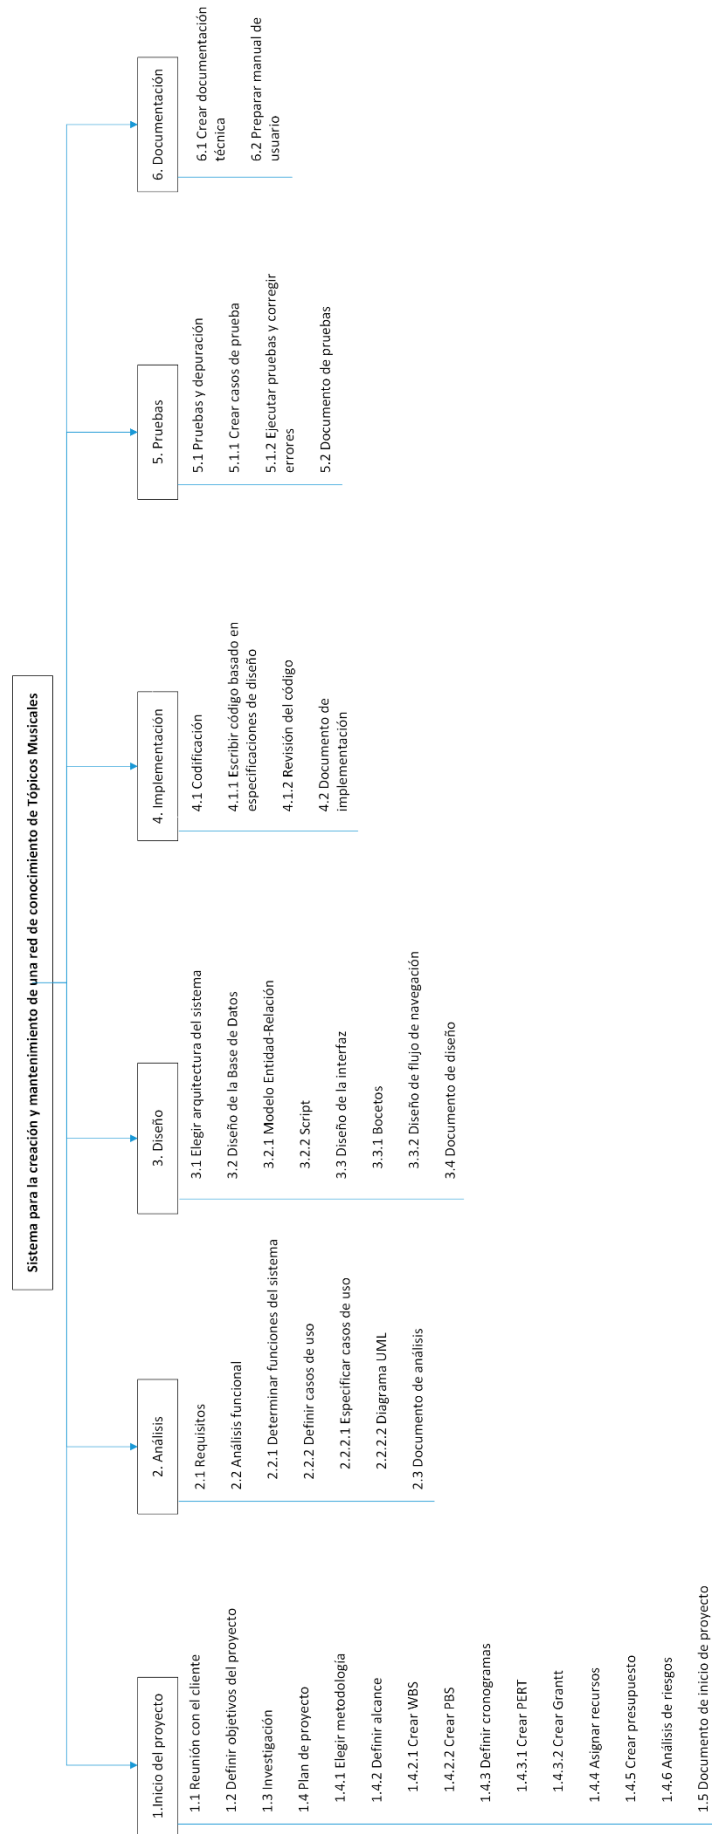 Sistema para la creación y mantenimiento de una red de conocimiento de Tópicos Musicales
1.Inicio del proyecto
1.1 Reunión con el cliente
1.2 Definir objetivos del proyecto
1.3 Investigación
1.4 Plan de proyecto
1.4.1 Elegir metodología
1.4.2 Definir alcance
1.4.2.1 Crear WBS
1.4.2.2 Crear PBS
1.4.3 Definir cronogramas
1.4.3.1 Crear PERT
1.4.3.2 Crear Grantt
1.4.4 Asignar recursos
1.4.5 Crear presupuesto
1.4.6 Análisis de riesgos
1.5 Documento de inicio de proyecto
2. Análisis
2.1 Requisitos
2.2 Análisis funcional
2.2.1 Determinar funciones del sistema
2.2.2 Definir casos de uso
2.2.2.1 Especificar casos de uso
2.2.2.2 Diagrama UML
2.3 Documento de análisis
3. Diseño
3.1 Elegir arquitectura del sistema
3.2 Diseño de la Base de Datos
3.2.1 Modelo Entidad-Relación
3.2.2 Script
3.3 Diseño de la interfaz
3.3.1 Bocetos
3.3.2 Diseño de flujo de navegación
3.4 Documento de diseño
4. Implementación
4.1 Codificación
4.1.1 Escribir código basado en
especificaciones de diseño
4.1.2 Revisión del código
4.2 Documento de
implementación
5. Pruebas
5.1 Pruebas y depuración
5.1.1 Crear casos de prueba
5.1.2 Ejecutar pruebas y corregir
errores
5.2 Documento de pruebas
6. Documentación
6.1 Crear documentación
técnica
6.2 Preparar manual de
usuario